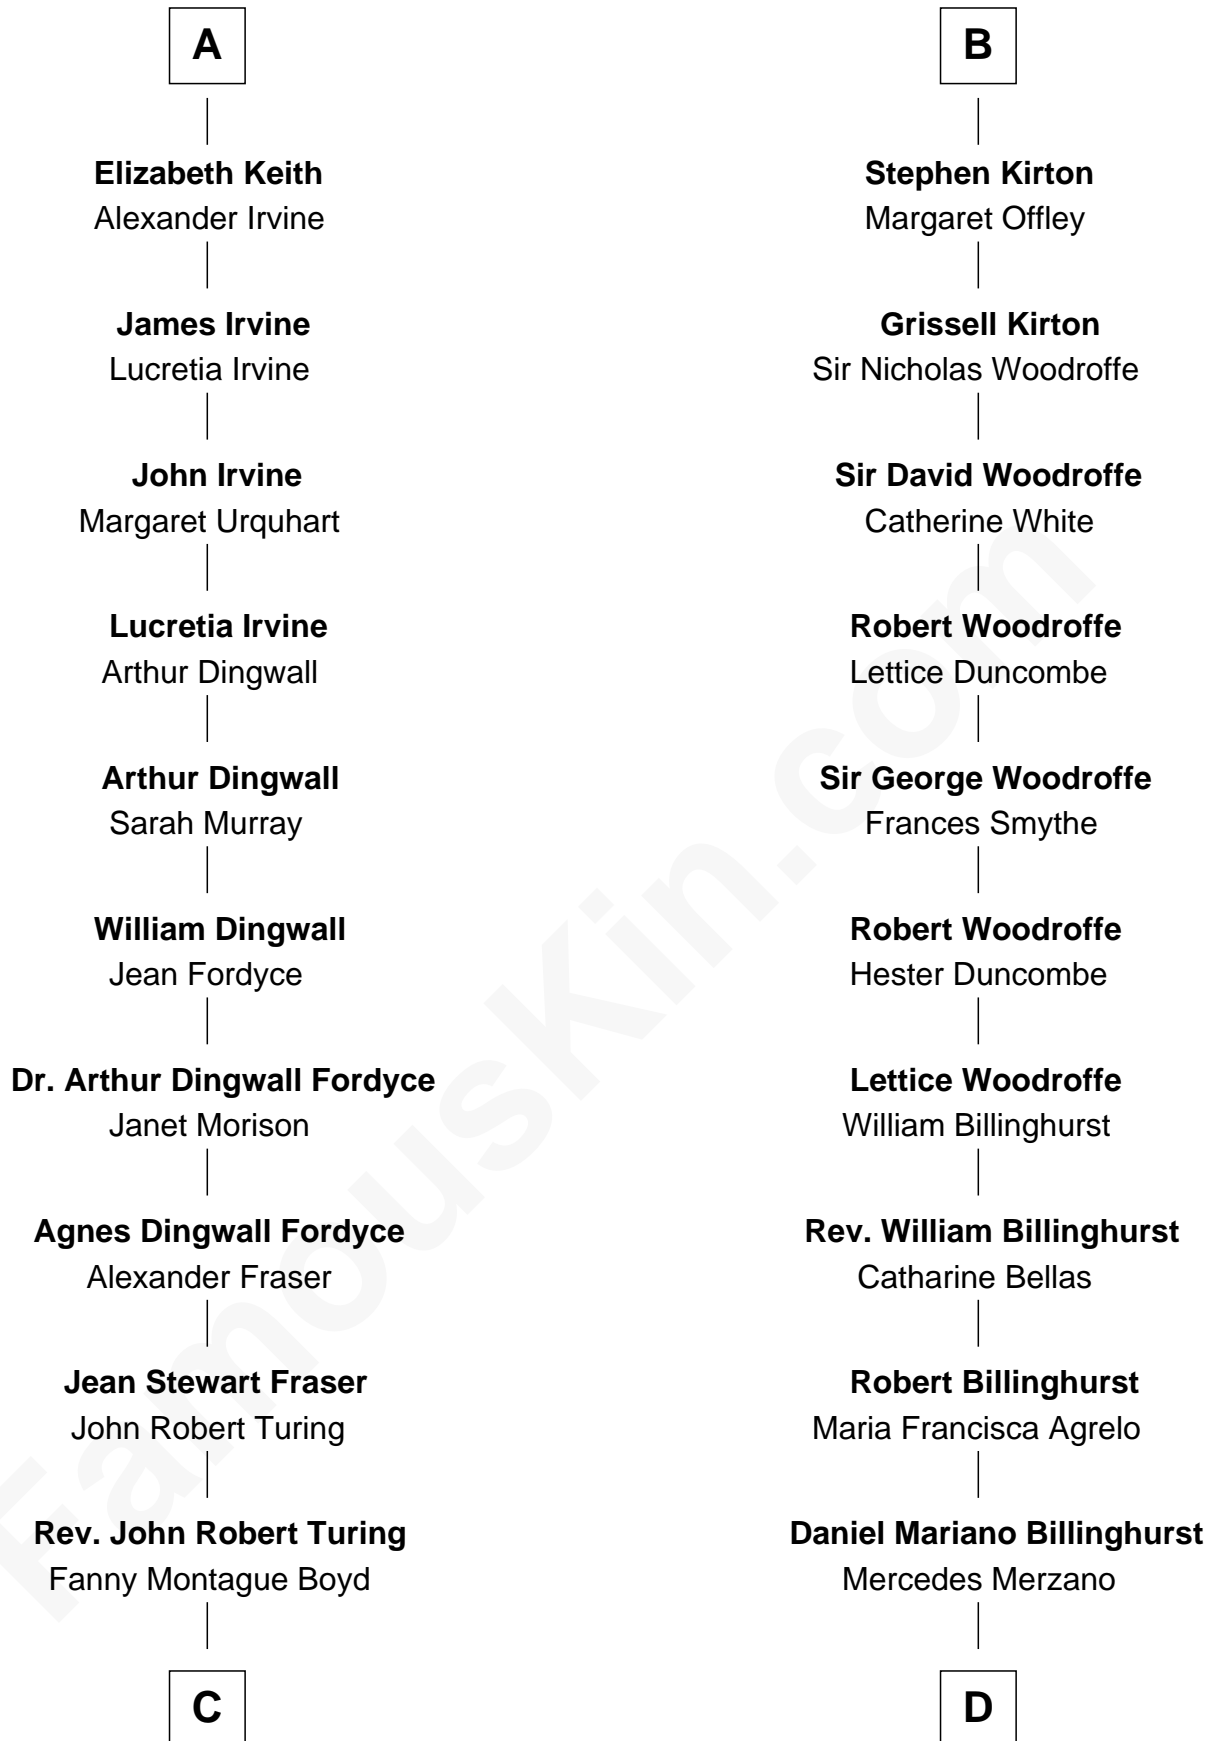 A
Elizabeth Keith
Alexander Irvine
James Irvine
Lucretia Irvine
John Irvine
Margaret Urquhart
Lucretia Irvine
Arthur Dingwall
Arthur Dingwall
Sarah Murray
William Dingwall
Jean Fordyce
Dr. Arthur Dingwall Fordyce
Janet Morison
Agnes Dingwall Fordyce
Alexander Fraser
Jean Stewart Fraser
John Robert Turing
Rev. John Robert Turing
Fanny Montague Boyd
C
B
Stephen Kirton
Margaret Offley
Grissell Kirton
Sir Nicholas Woodroffe
Sir David Woodroffe
Catherine White
Robert Woodroffe
Lettice Duncombe
Sir George Woodroffe
Frances Smythe
Robert Woodroffe
Hester Duncombe
Lettice Woodroffe
William Billinghurst
Rev. William Billinghurst
Catharine Bellas
Robert Billinghurst
Maria Francisca Agrelo
Daniel Mariano Billinghurst
Mercedes Merzano
D
FamousKin.com